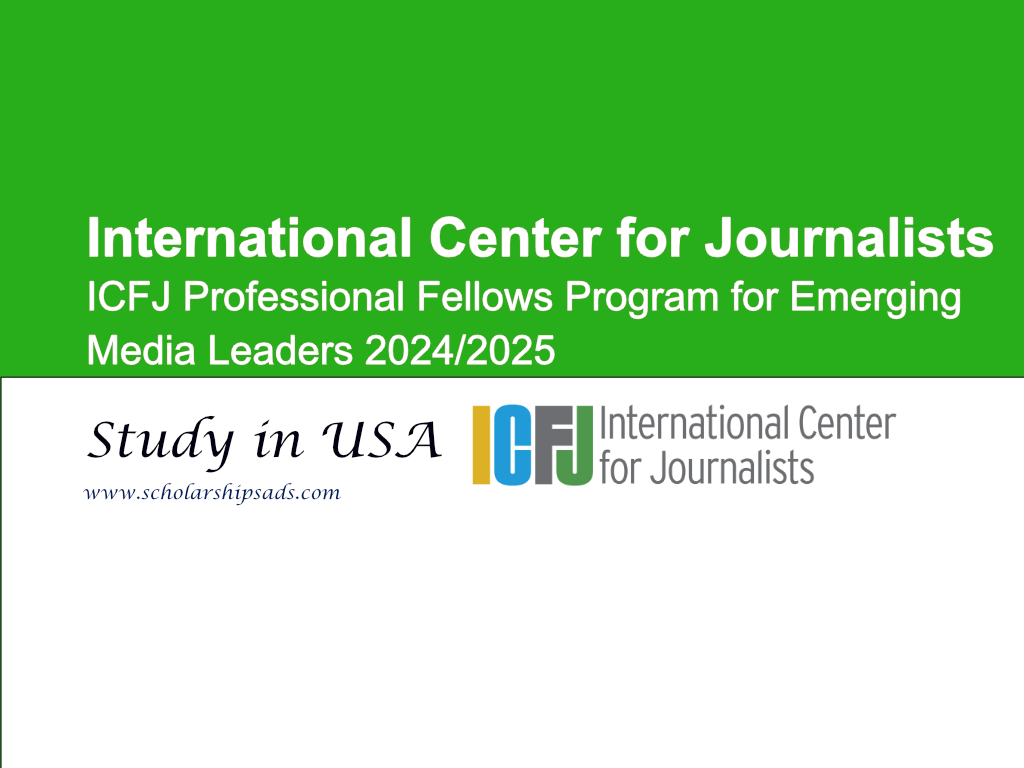 International Center for Journalists
ICFJ Professional Fellows Program for Emerging
Media Leaders 2024/2025
Study in USA
www.scholarshipsads.com
ICFJ International Center
for Journalists